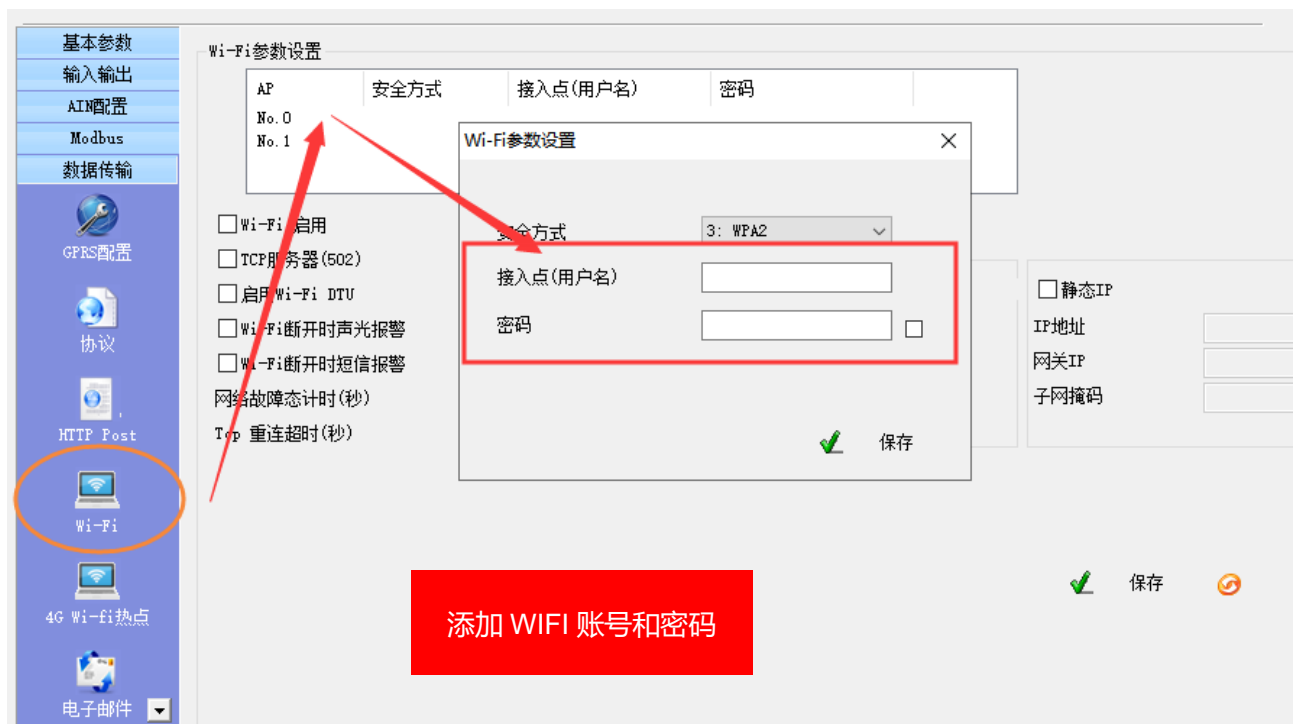 基本参数
输入输出
AIN配置
Modbus
数据传输
GPRS配置
协议
HTTP Post
Wi-Fi
4G Wi-fi热点
电子邮件
Wi-Fi参数设置
AP 安全方式 接入点(用户名) 密码
No.0
No.1
Wi-Fi 启用
TCP服务器(502)
启用Wi-Fi DTU
Wi-Fi断开时声光报警
Wi-Fi断开时短信报警
网络故障态计时(秒)
Tcp 重连超时(秒)
Wi-Fi参数设置
安全方式 3: WPA2
接入点(用户名)
密码
保存
静态IP
IP地址
网关IP
子网掩码
保存
添加 WIFI 账号和密码